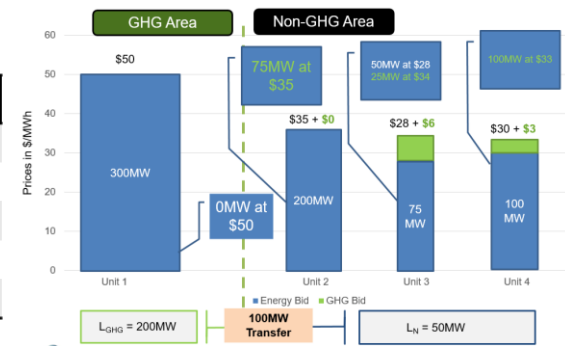 GHG Area
Non-GHG Area
Prices in $/MWh
60
50
40
30
20
10
0
$50
300MW
0MW at
$50
75MW at
$35
$35 + $0
200MW
50MW at $28
25MW at $34
$28 + $6
75
MW
100MW at $33
$30 + $3
100
MW
Unit 1
Unit 2
Unit 3
Unit 4
Energy Bid
GHG Bid
LGHG = 200MW
100MW
Transfer
LN = 50MW